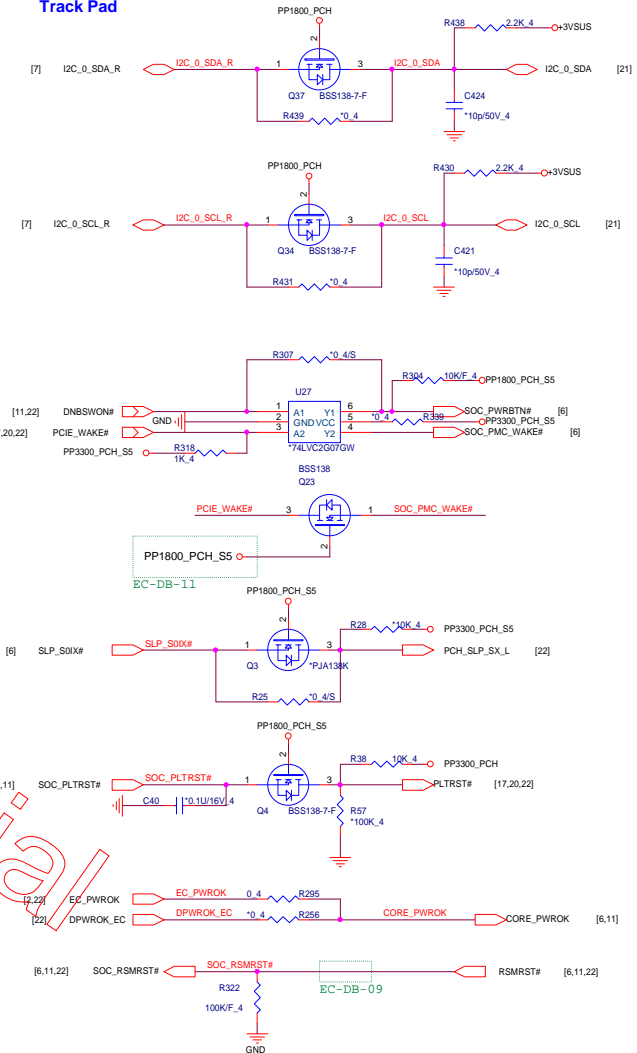 Track Pad
PP1800_PCH
R438 2.2K_4 +3VSUS
2
[7] I2C_0_SDA_R I2C_0_SDA_R 1 3 I2C_0_SDA I2C_0_SDA [21]
Q37 BSS138-7-F
C424
*10p/50V_4
R439 *0_4
PP1800_PCH
R430 2.2K_4 +3VSUS
2
[7] I2C_0_SCL_R I2C_0_SCL_R 1 3 I2C_0_SCL I2C_0_SCL [21]
Q34 BSS138-7-F
C421
*10p/50V_4
R431 *0_4
R307 *0_4/S
R304 10K/F_4 PP1800_PCH_S5
U27
[11,22] DNBSWON# 1 A1 Y1 6 SOC_PWRBTN# [6]
GND 2 GND VCC 5 *0_4 R339 PP3300_PCH_S5
,20,22] PCIE_WAKE# 3 A2 Y2 4 SOC_PMC_WAKE# [6]
PP3300_PCH_S5 R318 1K_4
*74LVC2G07GW
BSS138
Q23
PCIE_WAKE# 3 1 SOC_PMC_WAKE#
2
PP1800_PCH_S5
EC-DB-11
PP1800_PCH_S5
R28 *10K_4 PP3300_PCH_S5
2
[6] SLP_S0IX# SLP_S0IX# 1 3 PCH_SLP_SX_L [22]
Q3 *PJA138K
R25 *0_4/S
PP1800_PCH_S5
R38 10K_4 PP3300_PCH
2
,11] SOC_PLTRST# SOC_PLTRST# 1 3 PLTRST# [17,20,22]
C40 *0.1U/16V_4
Q4 BSS138-7-F
R57
*100K_4
[2,22] EC_PWROK EC_PWROK 0_4 R295
[22] DPWROK_EC DPWROK_EC *0_4 R256 CORE_PWROK CORE_PWROK [6,11]
[6,11,22] SOC_RSMRST# SOC_RSMRST# RSMRST# [6,11,22]
EC-DB-09
R322
100K/F_4
GND